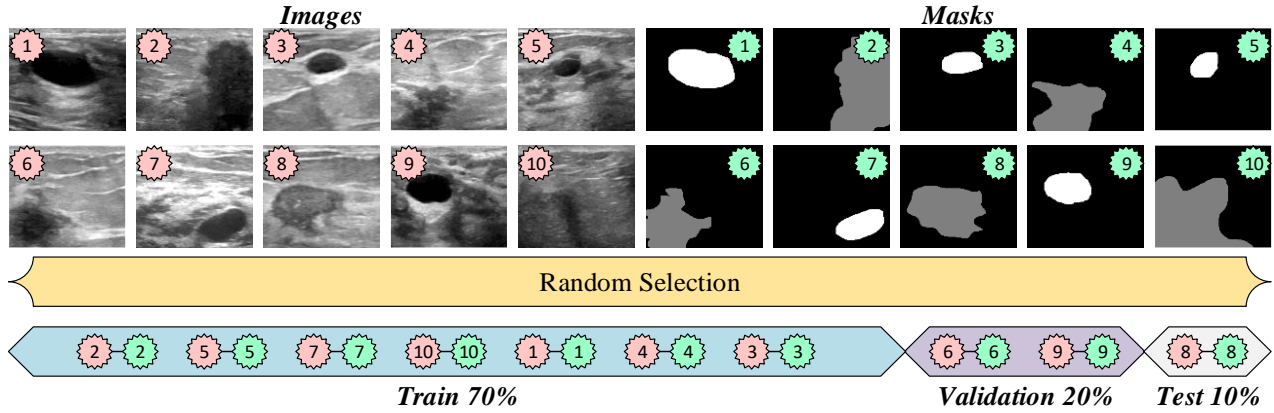 Images Masks
1 2 3 4 5 1 2 3 4 5
6 7 8 9 10 6 7 8 9 10
Random Selection
2 2 5 5 7 7 10 10 1 1 4 4 3 3 6 6 9 9 8 8
Train 70% Validation 20% Test 10%